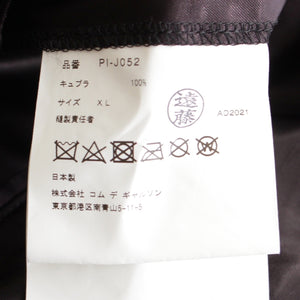 品番 PI-J052
キュプラ 100%
サイズ XL
縫製責任者
遠藤
AD2021
日本製
株式会社 コム デ ギャルソン
東京都港区南青山5-11-5